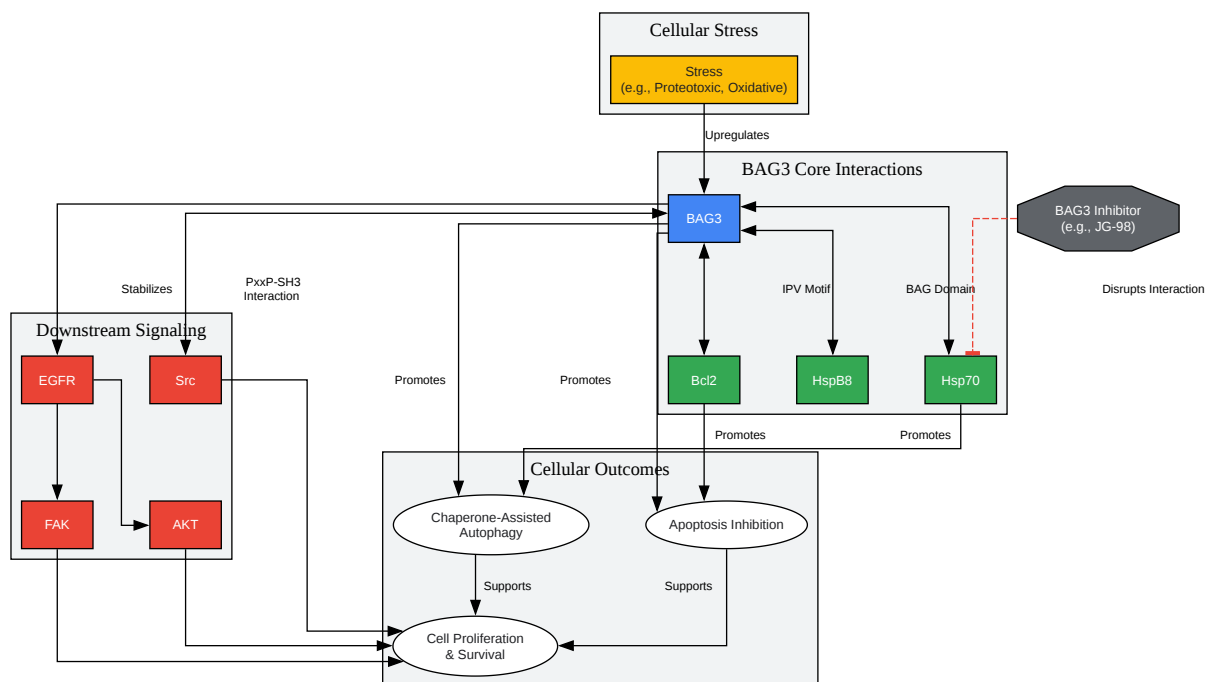 Cellular Stress
Stress
(e.g., Proteotoxic, Oxidative)
Upregulates
BAG3 Core Interactions
BAG3
BAG3 Inhibitor
(e.g., JG-98)
Stabilizes
PxxP-SH3
Interaction
IPV Motif
BAG Domain
Disrupts Interaction
Downstream Signaling
EGFR
Src
Promotes
Promotes
Bcl2
HspB8
Hsp70
Promotes
Promotes
Cellular Outcomes
FAK
AKT
Chaperone-Assisted
Autophagy
Apoptosis Inhibition
Supports
Supports
Cell Proliferation
& Survival